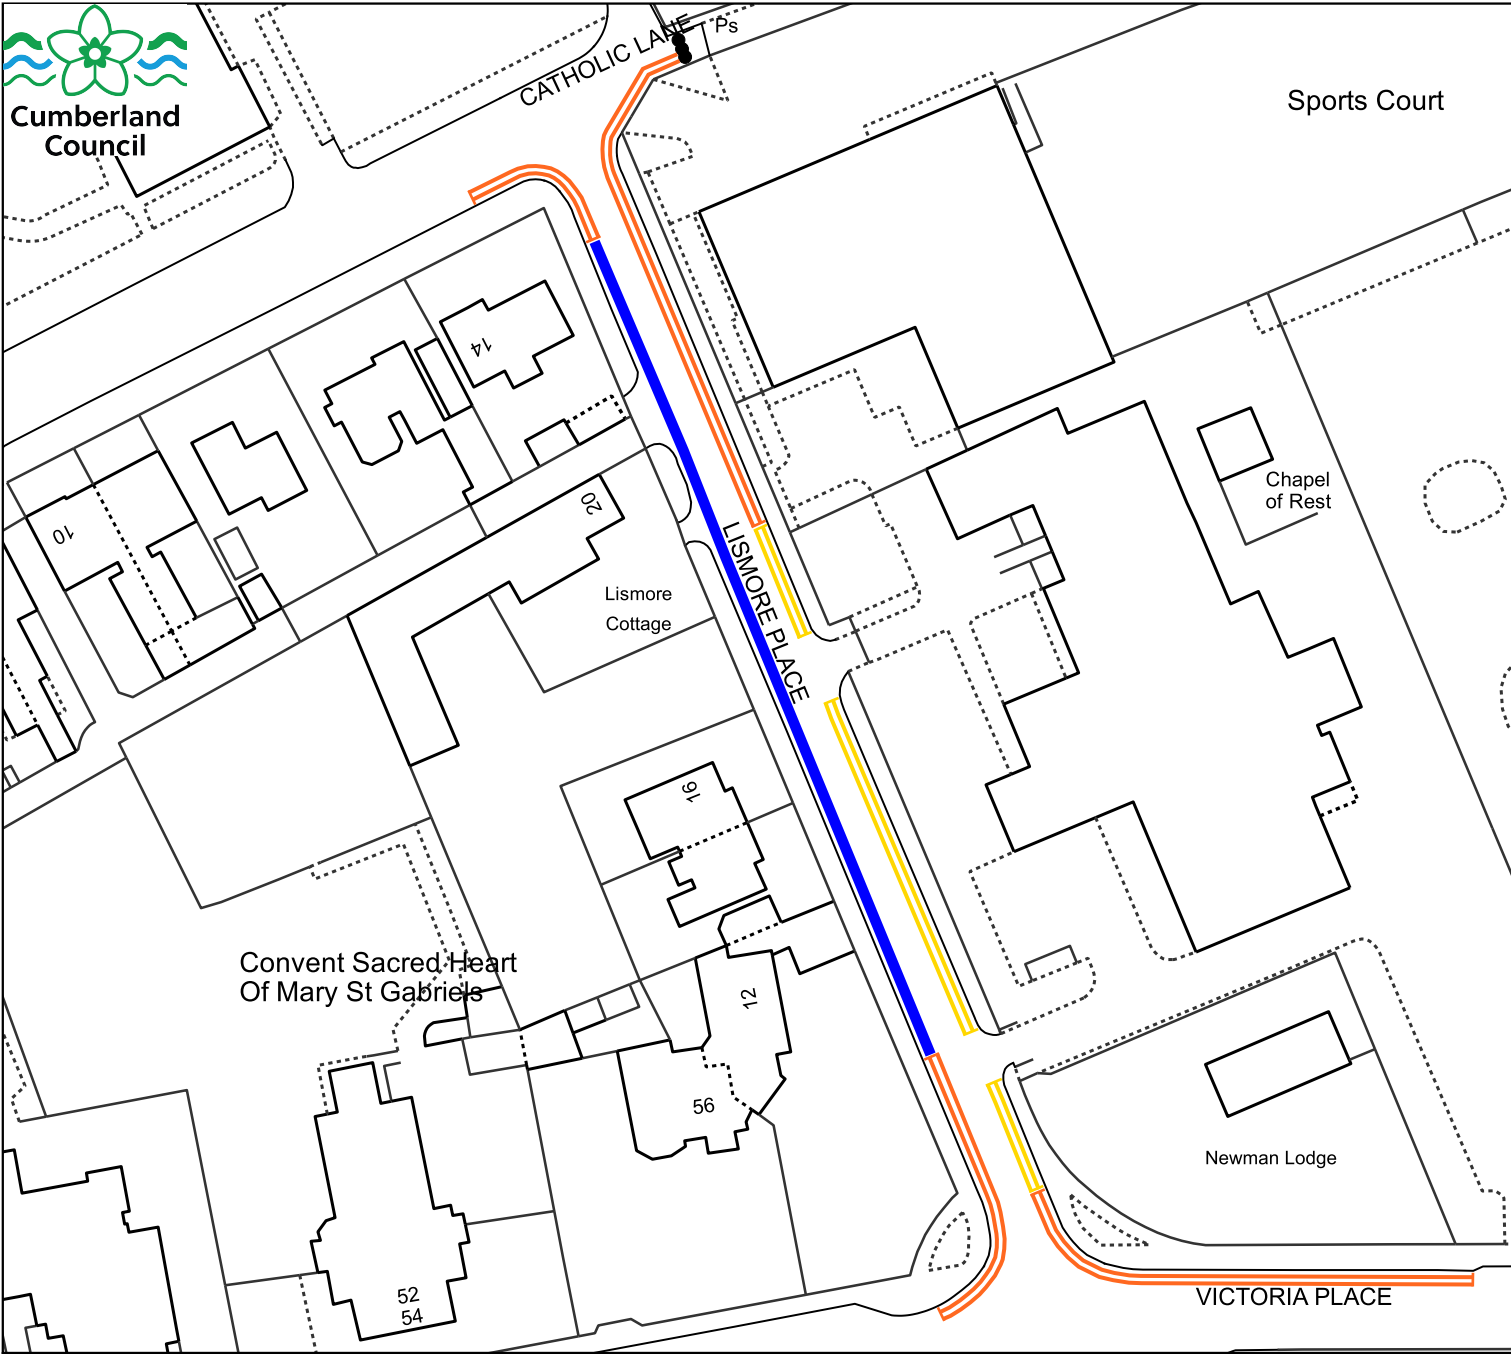 Cumberland
Council
CATHOLIC LANE
Ps
Sports Court
14
10
20
Chapel
of Rest
LISMORE PLACE
Lismore
Cottage
16
Convent Sacred Heart
Of Mary St Gabriels
12
56
Newman Lodge
52
54
VICTORIA PLACE